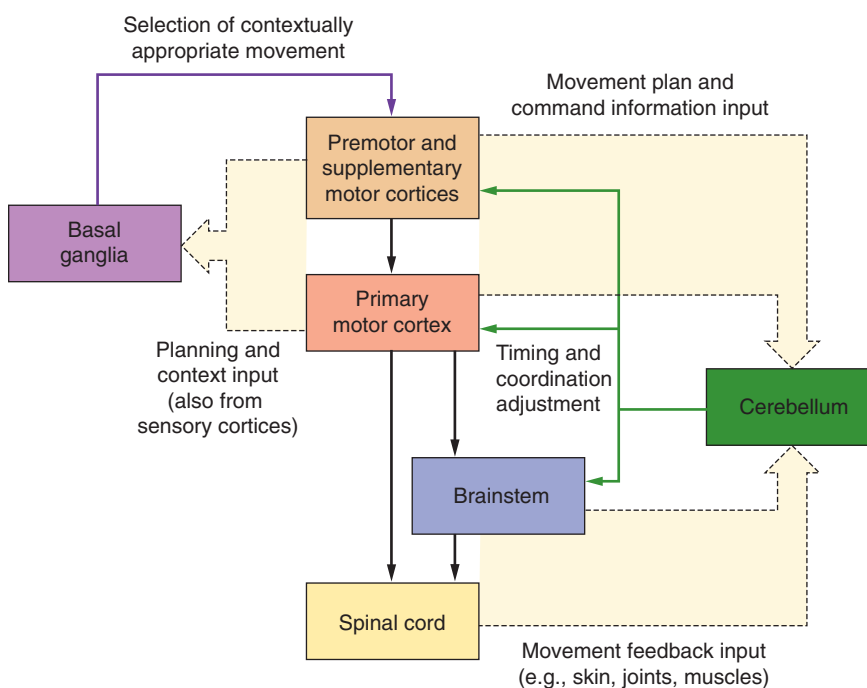 Selection of contextually
appropriate movement
Movement plan and
command information input
Premotor and
supplementary
motor cortices
Basal
ganglia
Primary
motor cortex
Planning and
context input
(also from
sensory cortices)
Timing and
coordination
adjustment
Cerebellum
Brainstem
Spinal cord
Movement feedback input
(e.g., skin, joints, muscles)